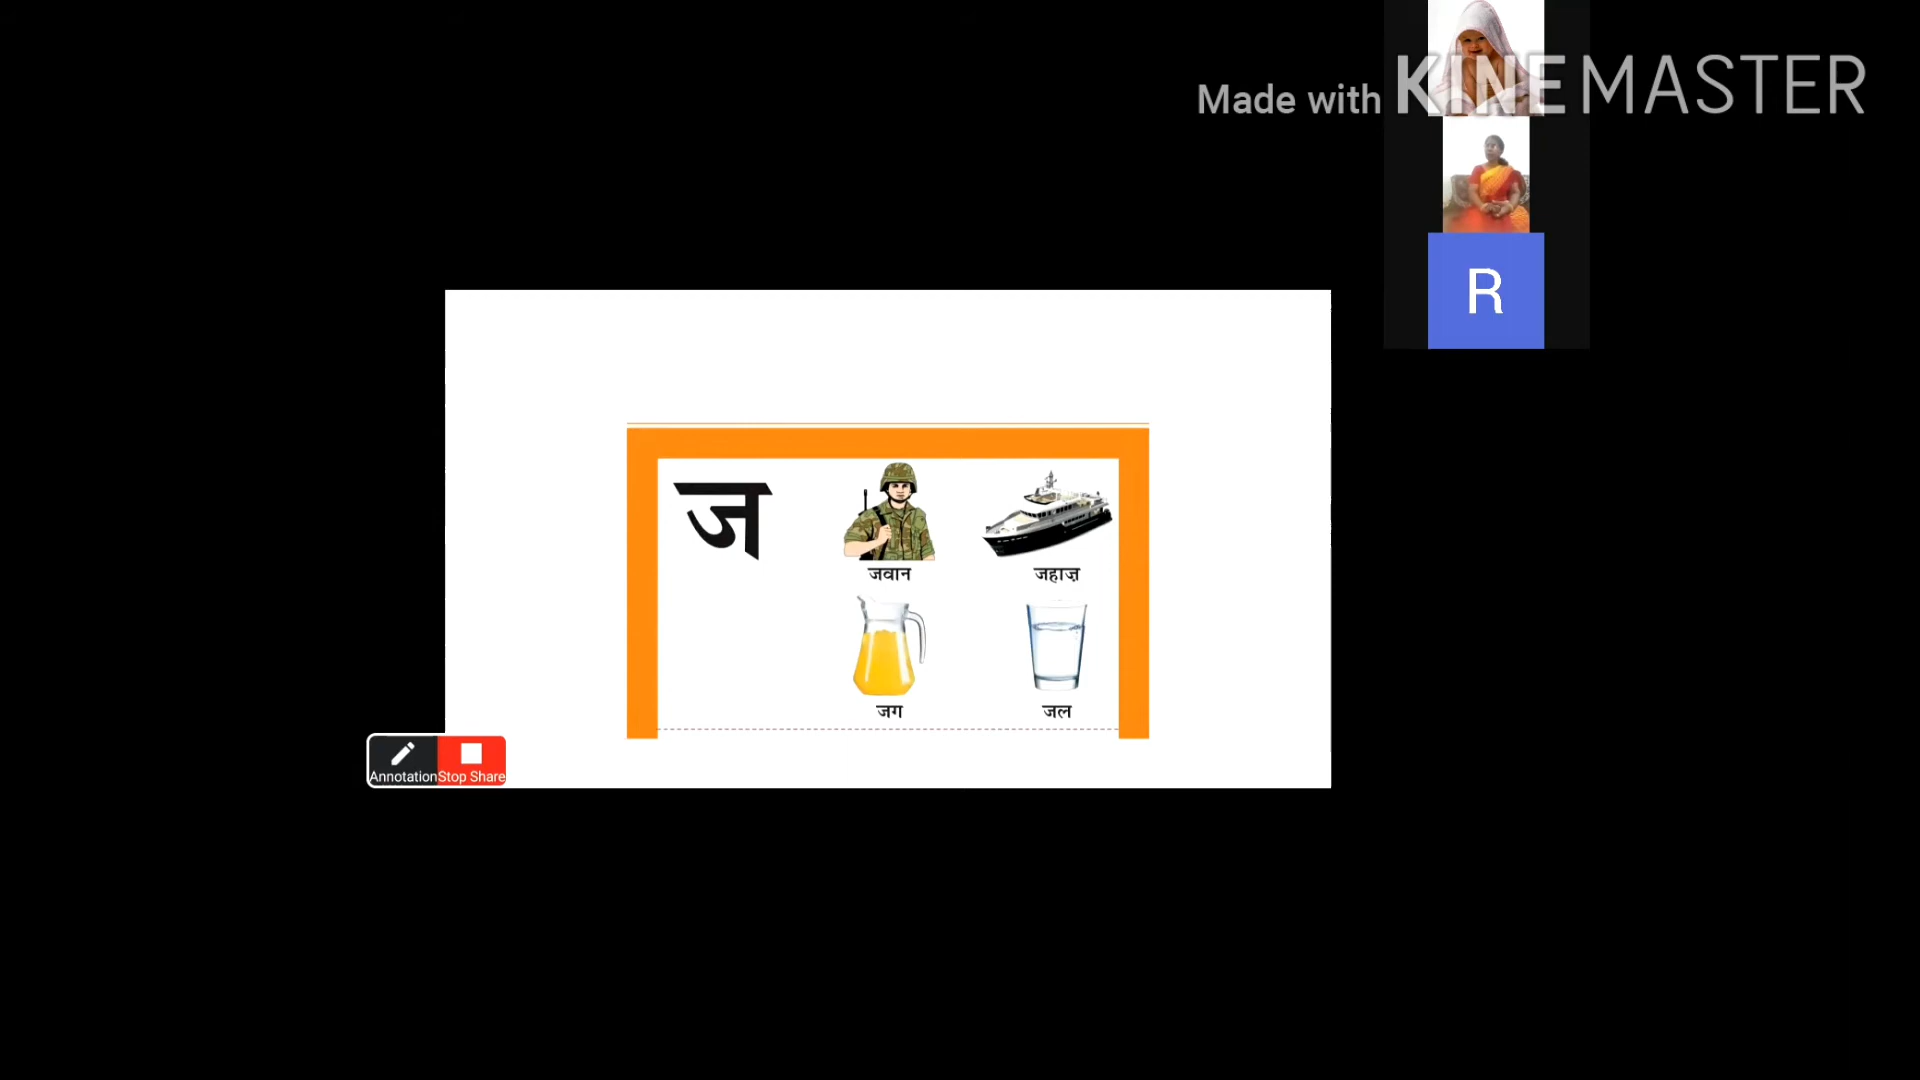 Made with KINEMASTER
R
ज
जवान
जहाज़
जग
जल
Annotation
Stop Share